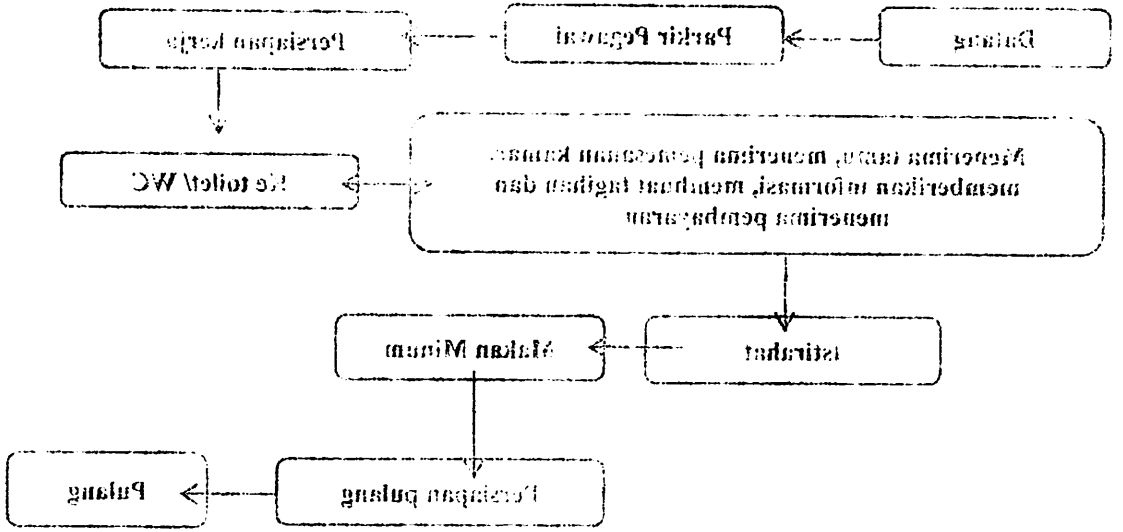 Datang
Parkir Pegawai
Persiapan kerja
Menerima tamu, menerima pemesanan kamar,
memberikan informasi, membuat tagihan dan
menerima pembayaran
Ke toilet/ WC
Istirahat
Makan Minum
Persiapan pulang
Pulang